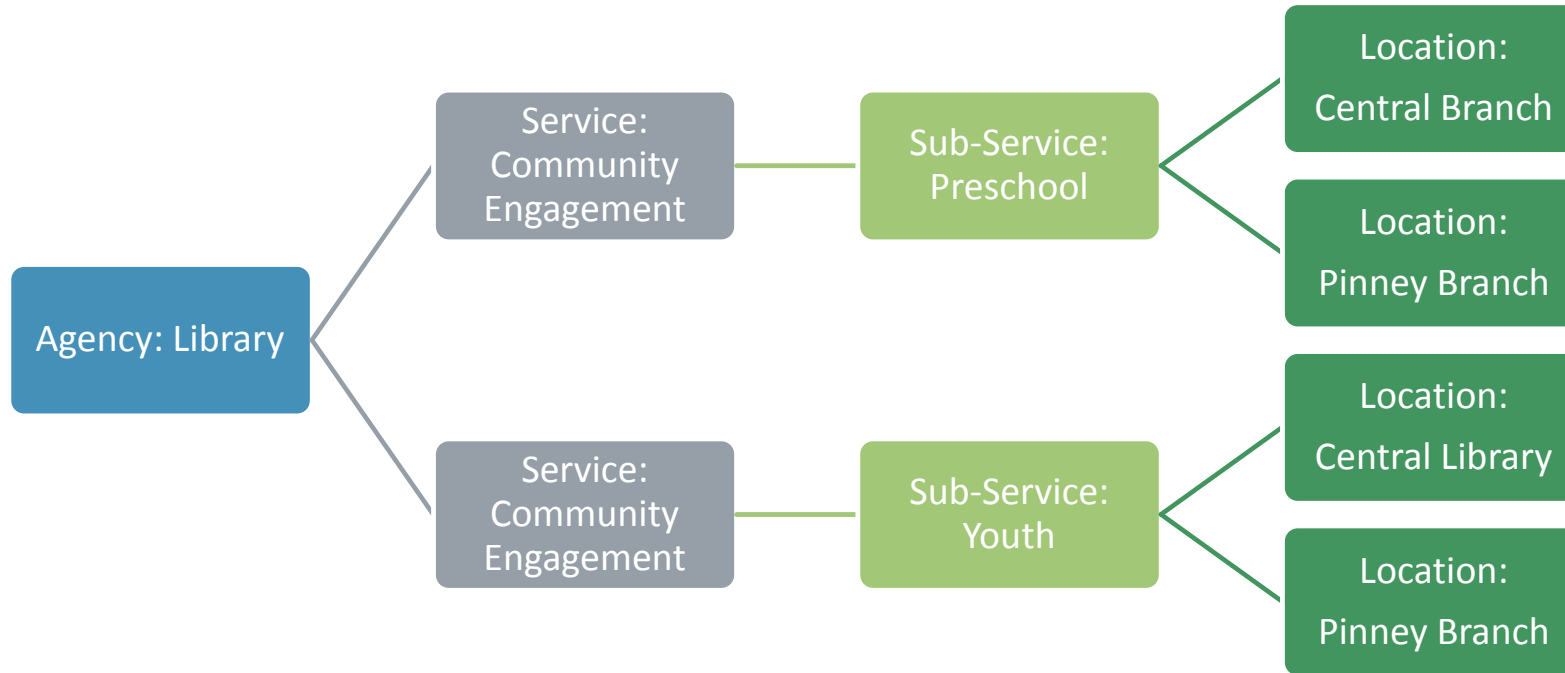 Agency: Library
Service:
Community
Engagement
Sub-Service:
Preschool
Location:
Central Branch
Location:
Pinney Branch
Service:
Community
Engagement
Sub-Service:
Youth
Location:
Central Library
Location:
Pinney Branch